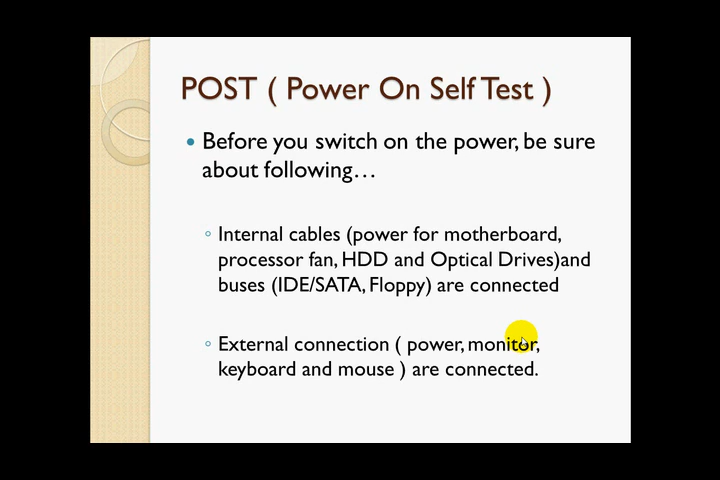 POST ( Power On Self Test )
Before you switch on the power, be sure
about following…
Internal cables (power for motherboard,
processor fan, HDD and Optical Drives)and
buses (IDE/SATA, Floppy) are connected
External connection ( power, monitor,
keyboard and mouse ) are connected.